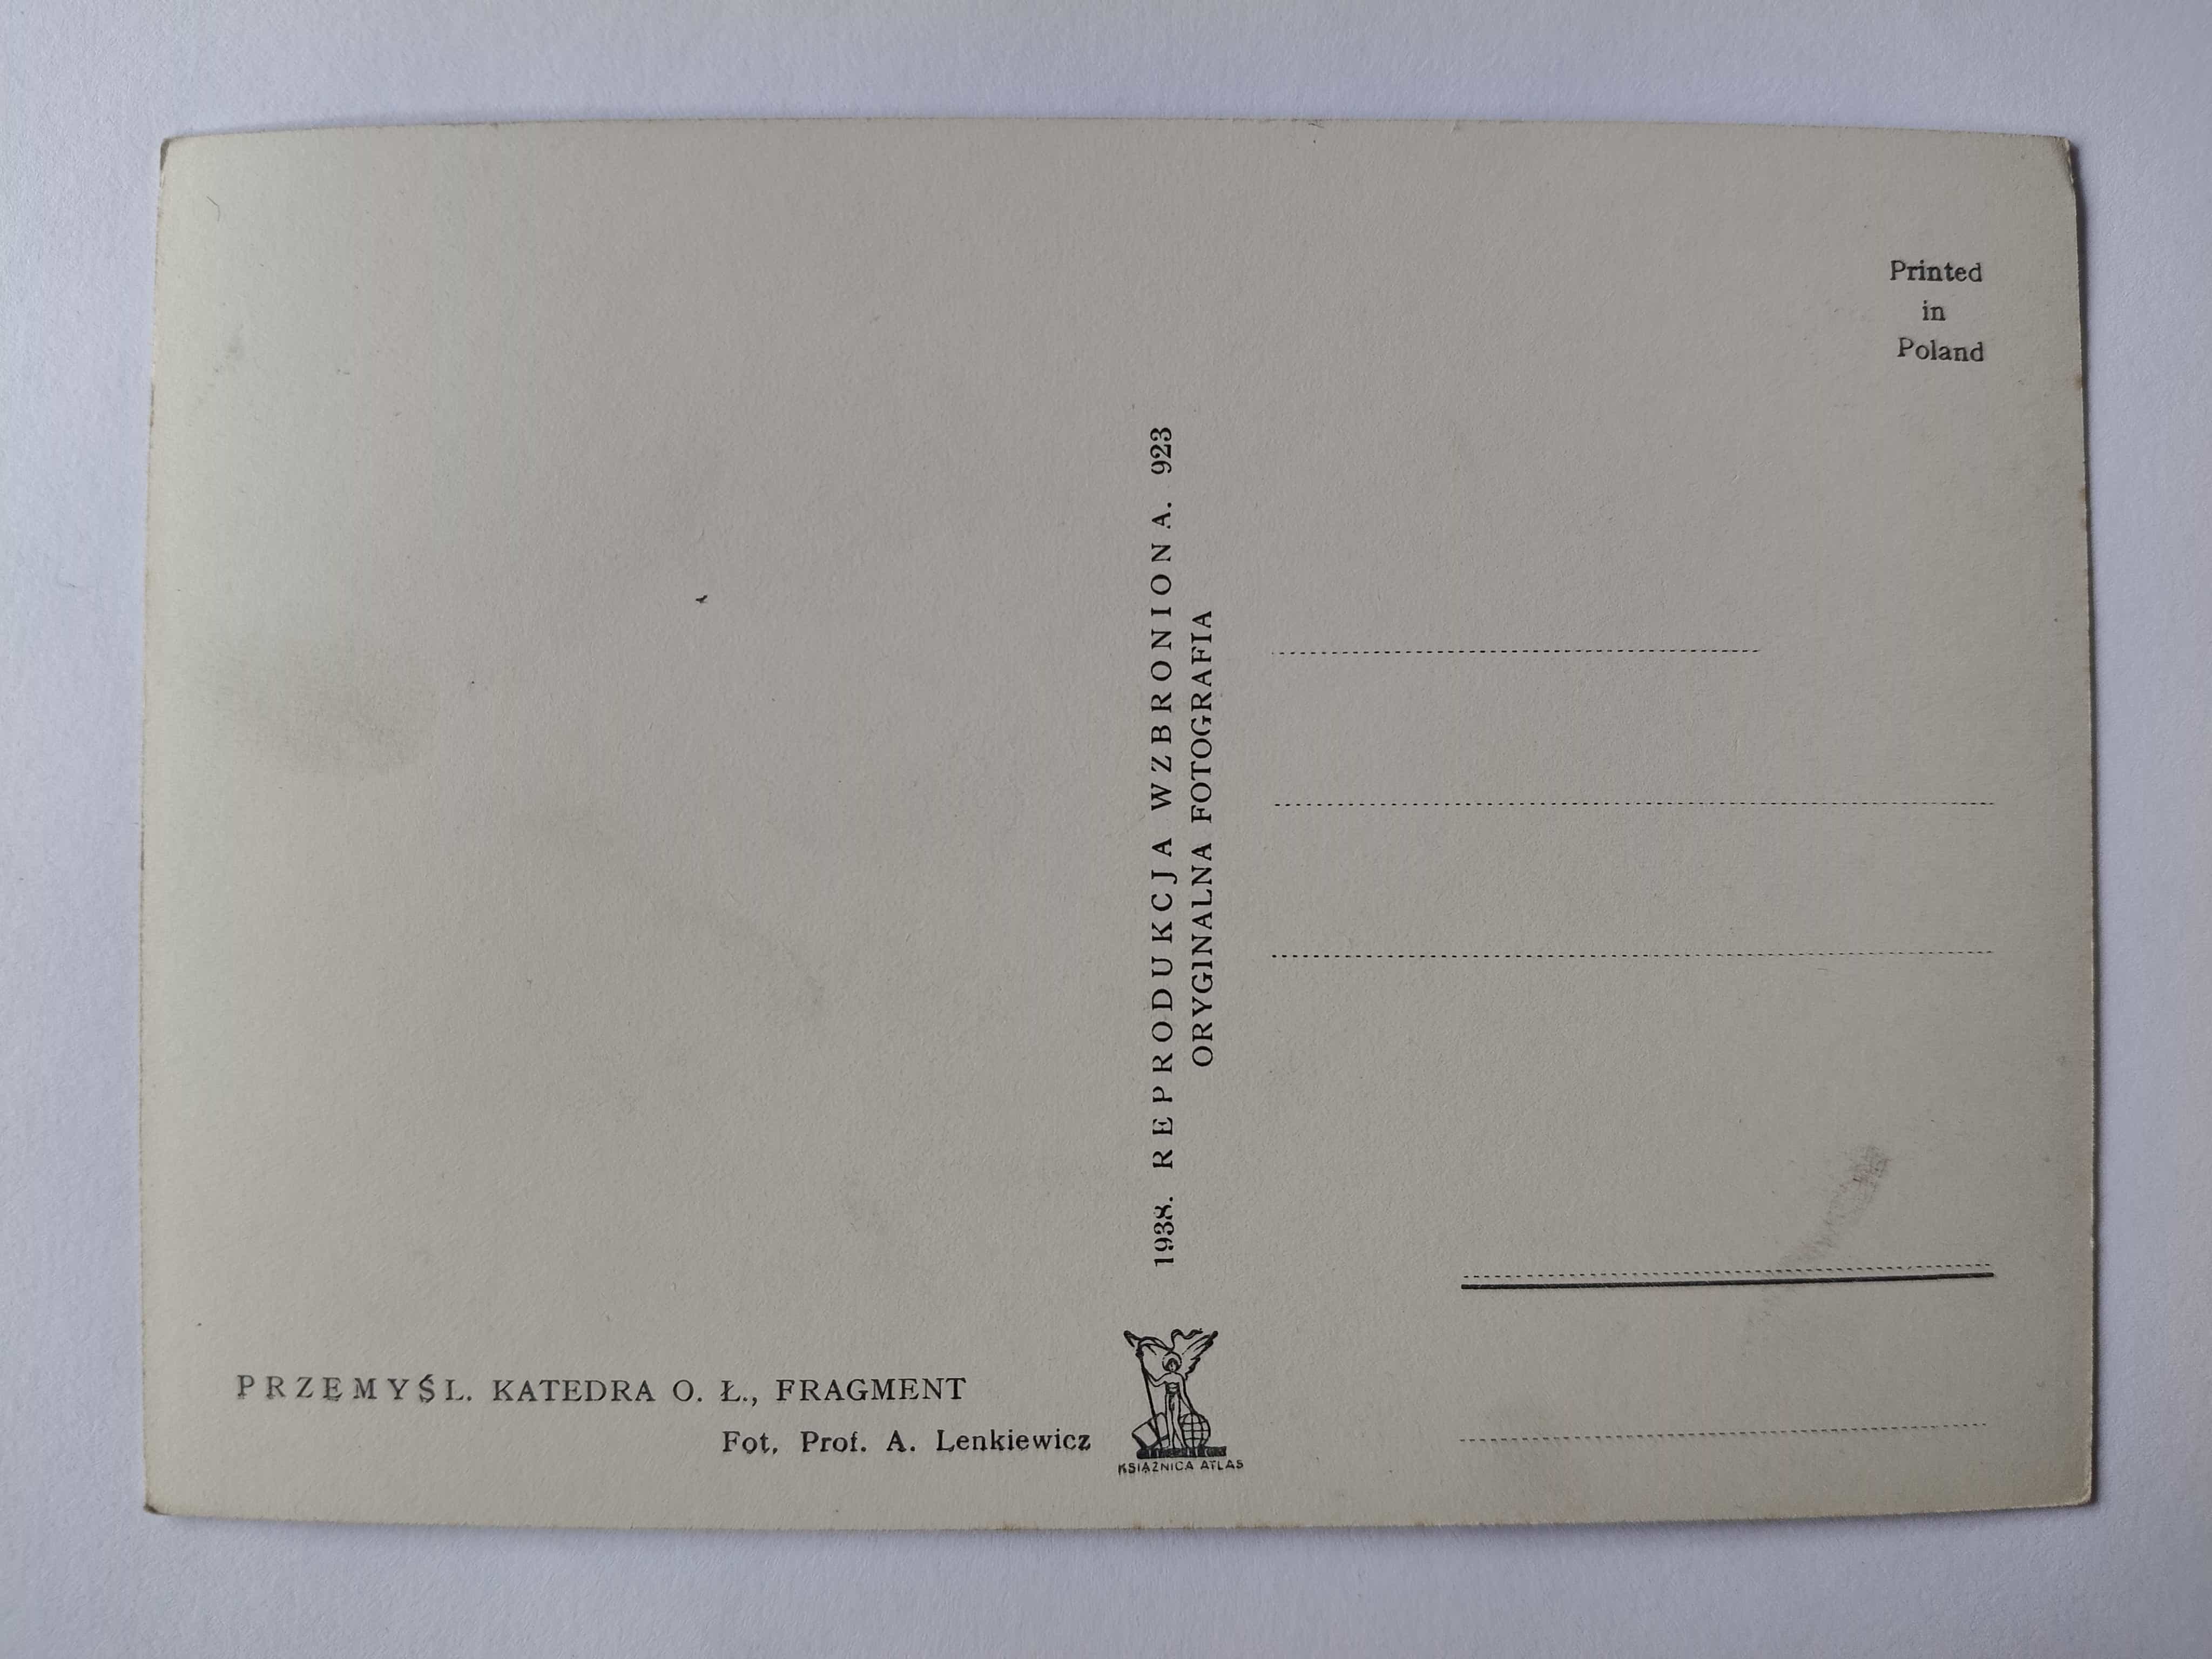 Printed
in
Poland
1938. REPRODUKCJA WZBRONIONA. 923
ORYGINALNA FOTOGRAFIA
PRZEMYŚL. KATEDRA O. Ł., FRAGMENT
Fot. Prof. A. Lenkiewicz
KSIĄŻNICA ATLAS